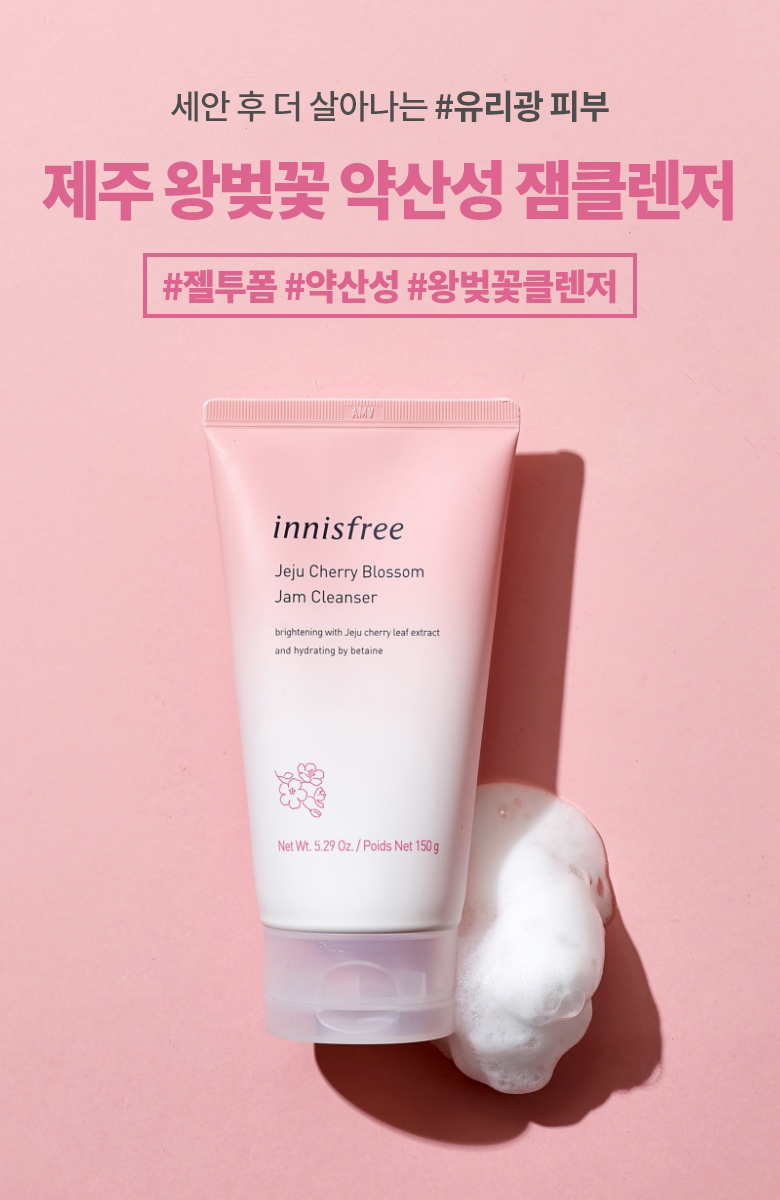 세안 후 더 살아나는 #유리광 피부
제주 왕벚꽃 약산성 잼클렌저
#젤투폼 #약산성 #왕벚꽃클렌저
AMV
innisfree
Jeju Cherry Blossom
Jam Cleanser
brightening with Jeju cherry leaf extract
and hydrating by betaine
Net Wt. 5.29 Oz. / Poids Net 150 g